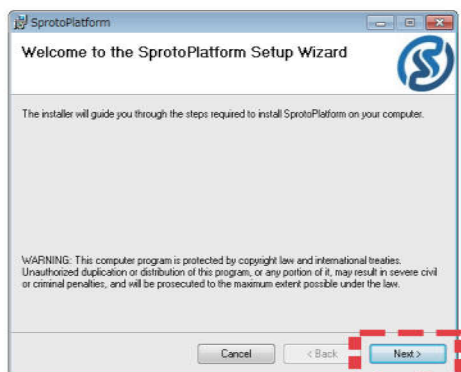 SprotoPlatform
Welcome to the SprotoPlatform Setup Wizard
The installer will guide you through the steps required to install SprotoPlatform on your computer.
WARNING: This computer program is protected by copyright law and international treaties.
Unauthorized duplication or distribution of this program, or any portion of it, may result in severe civil
or criminal penalties, and will be prosecuted to the maximum extent possible under the law.
Cancel < Back Next >